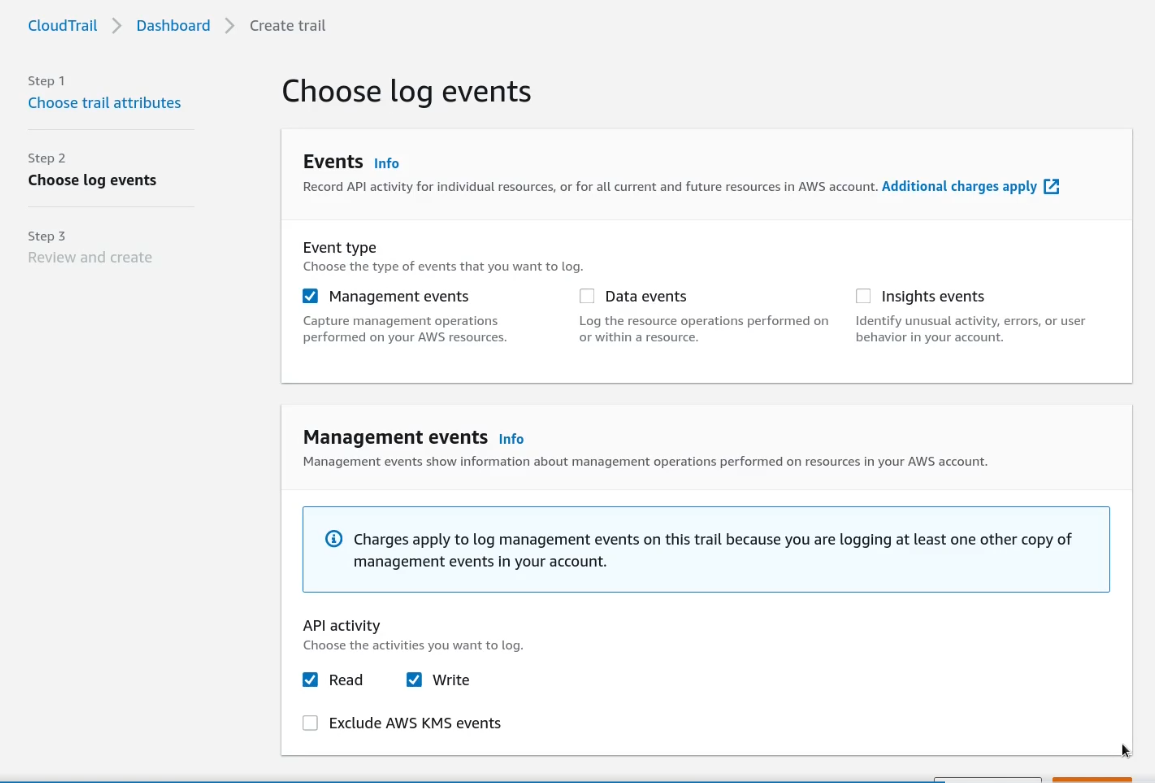 CloudTrail > Dashboard > Create trail
Step 1
Choose trail attributes
Step 2
Choose log events
Step 3
Review and create
Choose log events
Events Info
Record API activity for individual resources, or for all current and future resources in AWS account. Additional charges apply
Event type
Choose the type of events that you want to log.
Management events
Capture management operations
performed on your AWS resources.
Data events
Log the resource operations performed on
or within a resource.
Insights events
Identify unusual activity, errors, or user
behavior in your account.
Management events Info
Management events show information about management operations performed on resources in your AWS account.
Charges apply to log management events on this trail because you are logging at least one other copy of
management events in your account.
API activity
Choose the activities you want to log.
Read Write
Exclude AWS KMS events